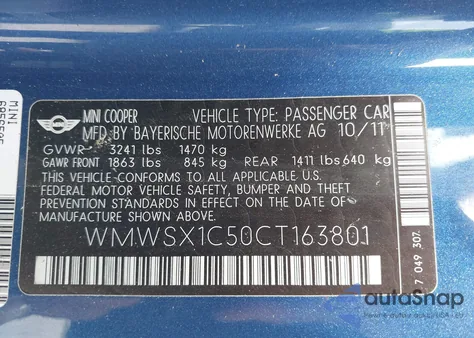 MINI COOPER VEHICLE TYPE: PASSENGER CAR
MFD. BY BAYERISCHE MOTORENWERKE AG 10/11
GVWR 3241 lbs 1470 kg
GAWR FRONT 1863 lbs 845 kg REAR 1411 lbs 640 kg
THIS VEHICLE CONFORMS TO ALL APPLICABLE U.S.
FEDERAL MOTOR VEHICLE SAFETY, BUMPER AND THEFT
PREVENTION STANDARDS IN EFFECT ON THE DATE OF
MANUFACTURE SHOWN ABOVE.
WMWSX1C50CT163801
7 049 307
MINI
autoSnap